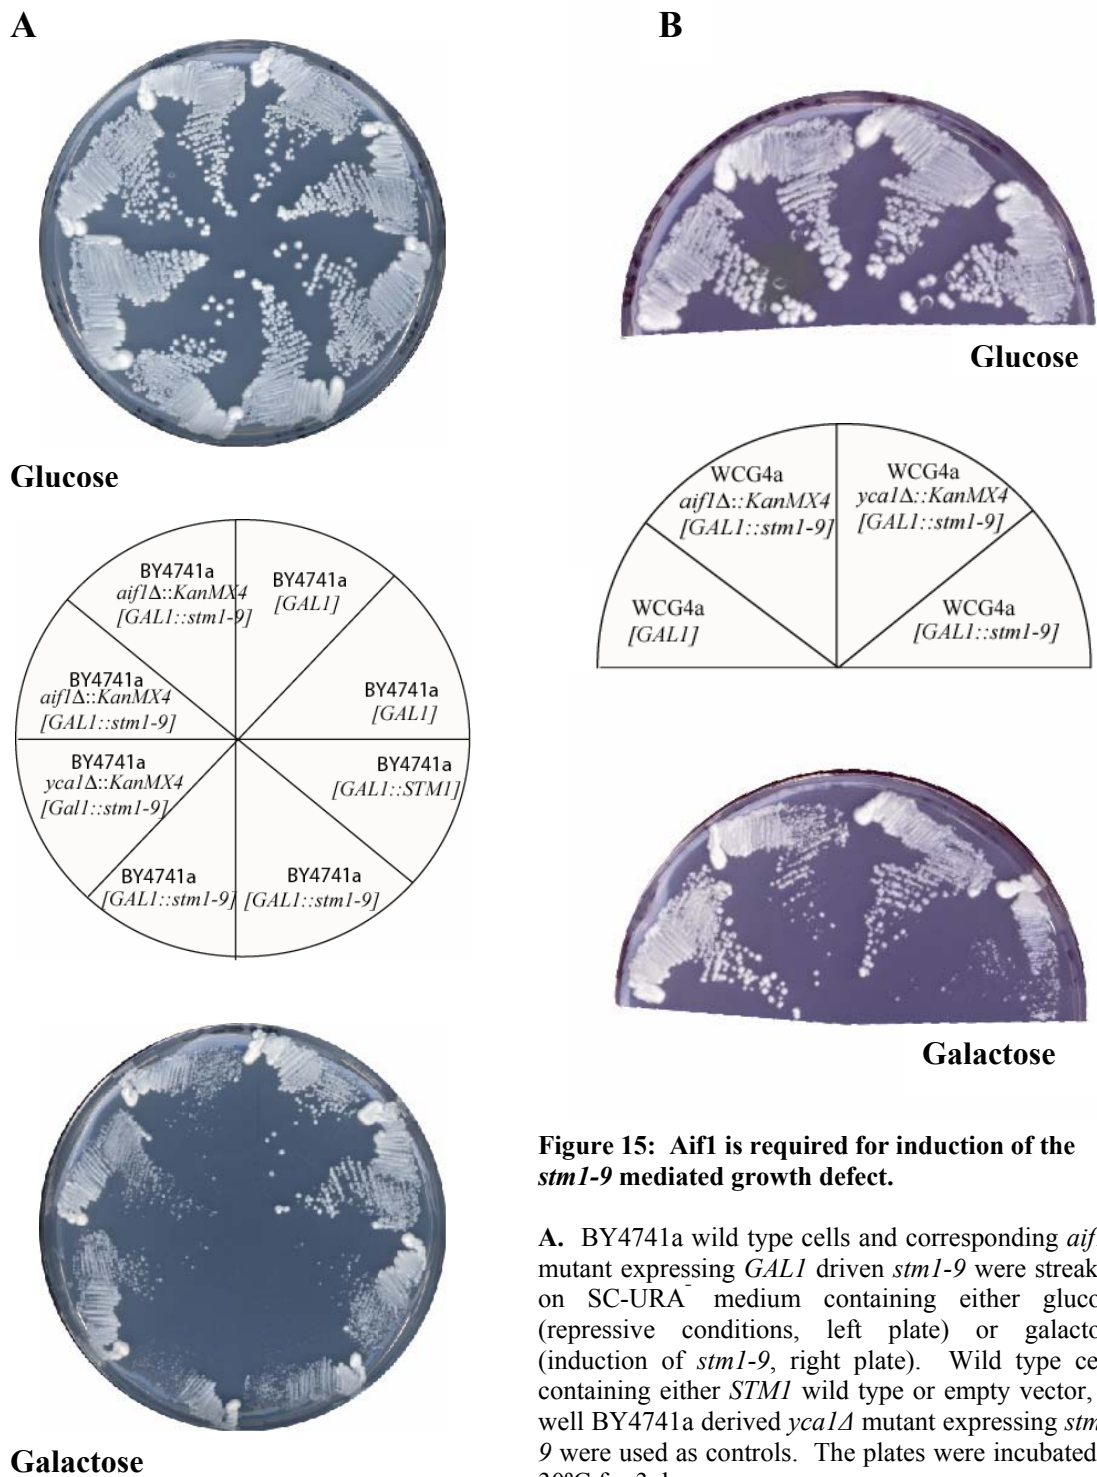 A
B
Glucose
Glucose
BY4741a
aif1Δ::KanMX4
[GAL1::stm1-9]
BY4741a
[GAL1]
BY4741a
aif1Δ::KanMX4
[GAL1::stm1-9]
BY4741a
[GAL1]
BY4741a
yca1Δ::KanMX4
[Gal1::stm1-9]
BY4741a
[GAL1::STM1]
BY4741a
[GAL1::stm1-9]
BY4741a
[GAL1::stm1-9]
WCG4a
aif1Δ::KanMX4
[GAL1::stm1-9]
WCG4a
yca1Δ::KanMX4
[GAL1::stm1-9]
WCG4a
[GAL1]
WCG4a
[GAL1::stm1-9]
Galactose
Galactose
Figure 15: Aif1 is required for induction of the
stm1-9 mediated growth defect.
A. BY4741a wild type cells and corresponding aif
mutant expressing GAL1 driven stm1-9 were streak
on SC-URA⁻ medium containing either gluco
(repressive conditions, left plate) or galacto
(induction of stm1-9, right plate). Wild type ce
containing either STM1 wild type or empty vector,
well BY4741a derived yca1Δ mutant expressing stm
9 were used as controls. The plates were incubated